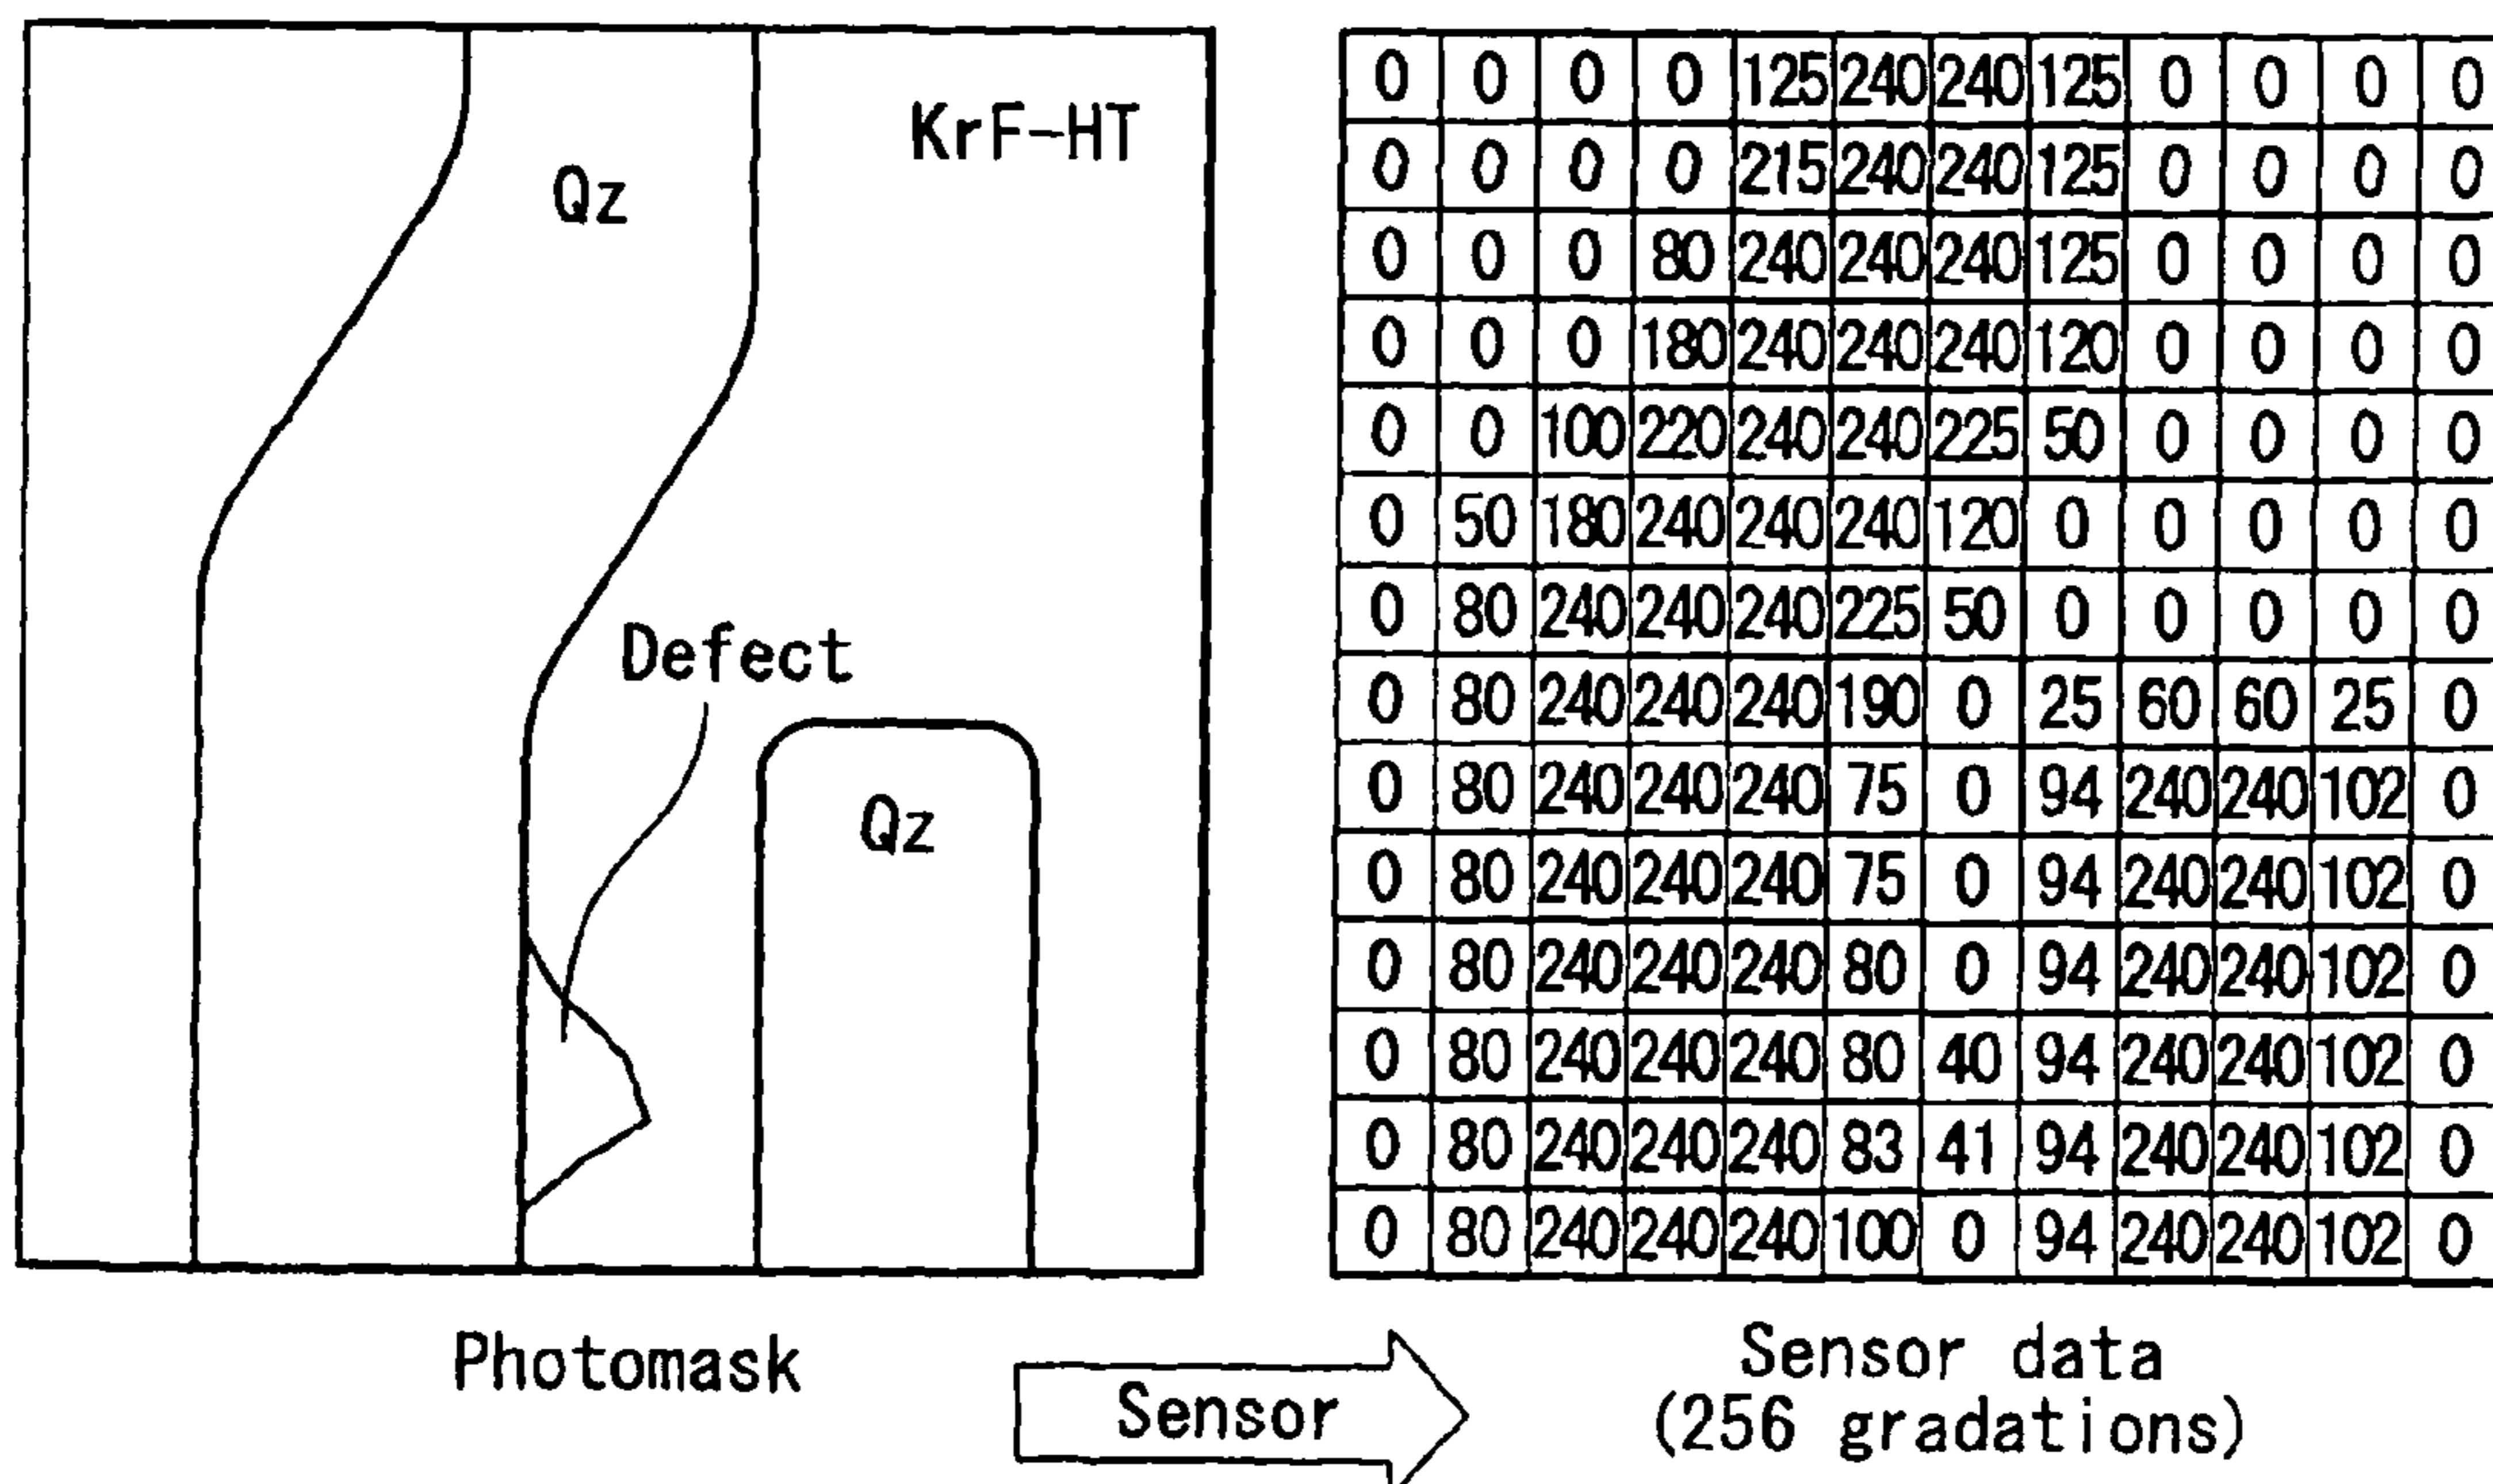 KrF-HT
Qz
Defect
Qz
0 0 0 0 125 240 240 125 0 0 0 0
0 0 0 0 215 240 240 125 0 0 0 0
0 0 0 80 240 240 240 125 0 0 0 0
0 0 0 180 240 240 240 120 0 0 0 0
0 0 100 220 240 240 225 50 0 0 0 0
0 50 180 240 240 240 120 0 0 0 0 0
0 80 240 240 240 225 50 0 0 0 0 0
0 80 240 240 240 190 0 25 60 60 25 0
0 80 240 240 240 75 0 94 240 240 102 0
0 80 240 240 240 75 0 94 240 240 102 0
0 80 240 240 240 80 0 94 240 240 102 0
0 80 240 240 240 80 40 94 240 240 102 0
0 80 240 240 240 83 41 94 240 240 102 0
0 80 240 240 240 100 0 94 240 240 102 0
Photomask
Sensor
Sensor data
(256 gradations)